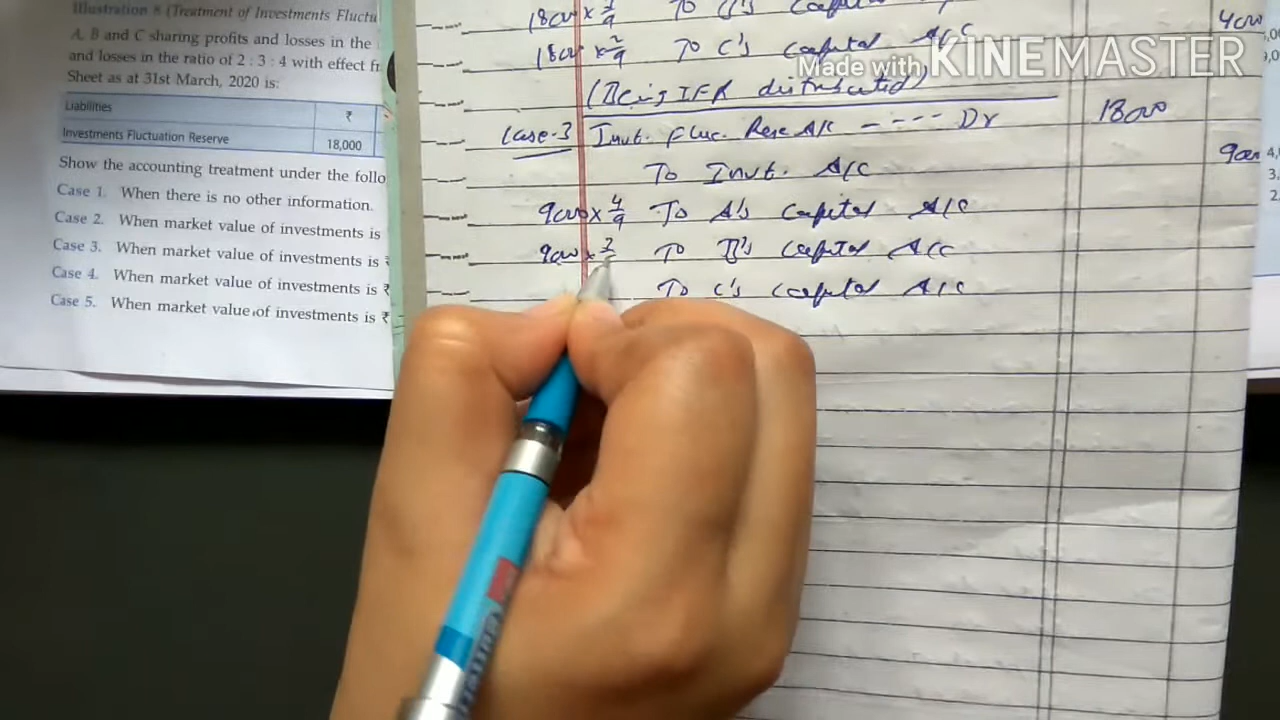 Illustration 8 (Treatment of Investments Fluctu
A, B and C sharing profits and losses in the
and losses in the ratio of 2 : 3 : 4 with effect fr
Sheet as at 31st March, 2020 is:
Liabilities ₹
Investments Fluctuation Reserve 18,000
Show the accounting treatment under the follo
Case 1. When there is no other information.
Case 2. When market value of investments is
Case 3. When market value of investments is ₹
Case 4. When market value of investments is ₹
Case 5. When market value of investments is ₹
Made with KINEMASTER
18000 × 3/9 To B's Capital
18000 × 2/9 To C's Capital A/C 4000
(Being IFR distributed)
Case-3 Invt. Fluc. Rese A/c ---- Dr 18000
To Invt. A/C 9000
9000 × 4/9 To A's Capital A/C
9000 × 3/ To B's Capital A/C
To C's Capital A/C